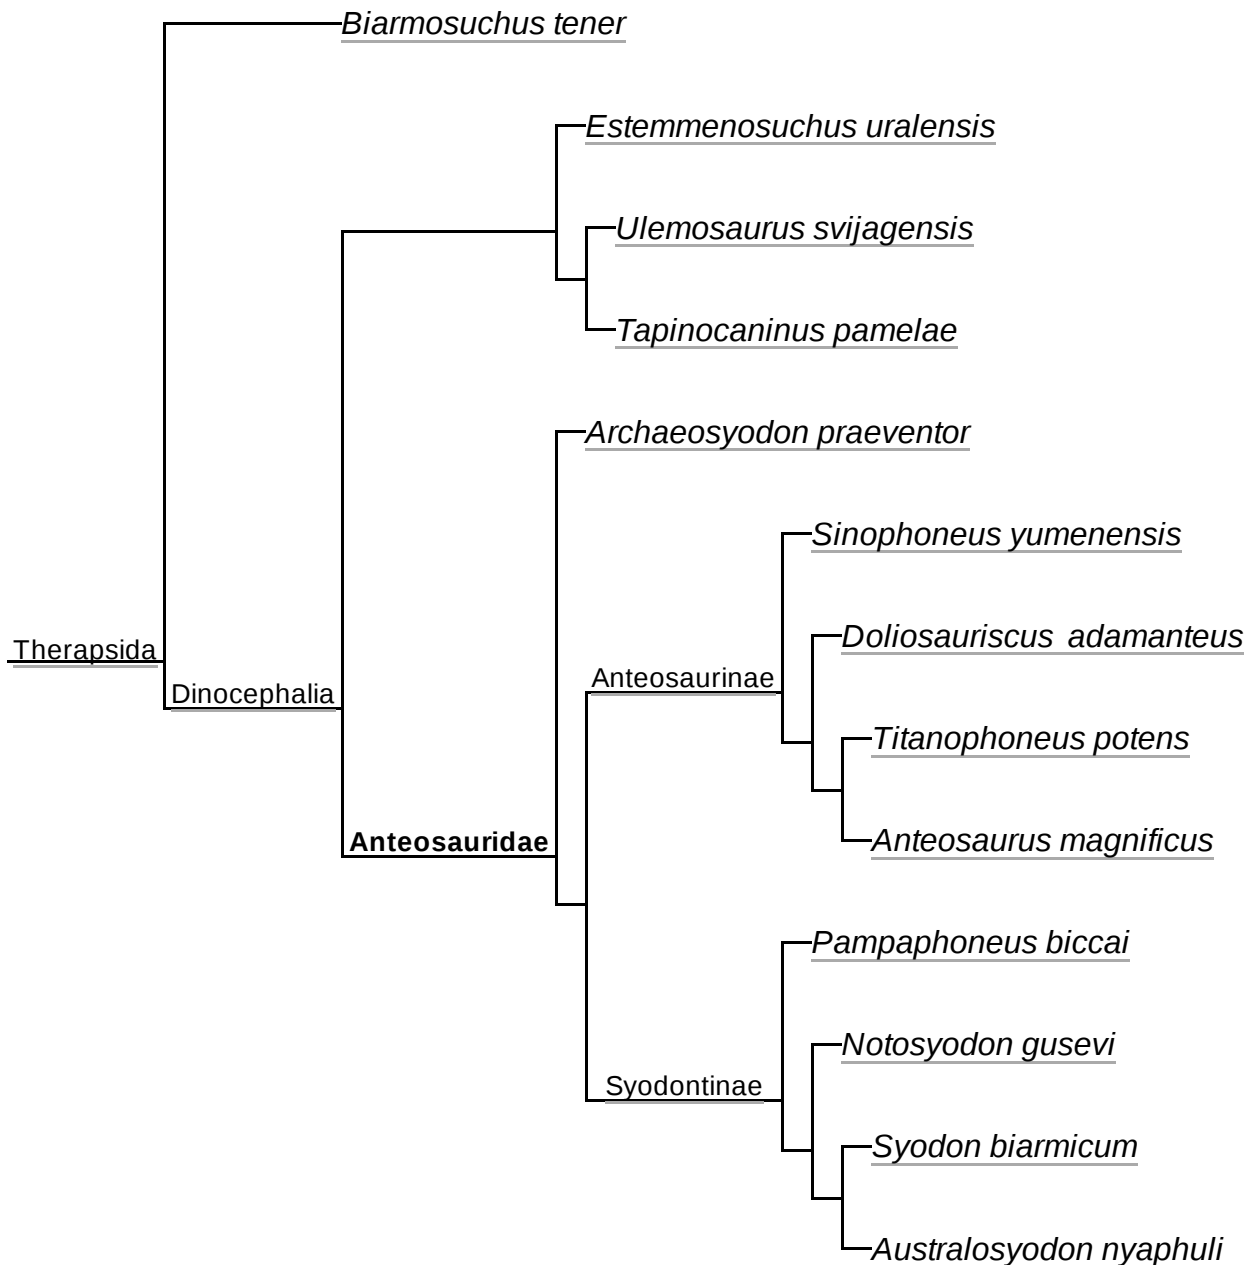 Biarmosuchus tener
Estemmenosuchus uralensis
Ulemosaurus svijagensis
Tapinocaninus pamelae
Archaeosyodon praeventor
Sinophoneus yumenensis
Doliosauriscus adamanteus
Therapsida
Anteosaurinae
Dinocephalia
Titanophoneus potens
Anteosauridae
Anteosaurus magnificus
Pampaphoneus biccai
Notosyodon gusevi
Syodontinae
Syodon biarmicum
Australosyodon nyaphuli